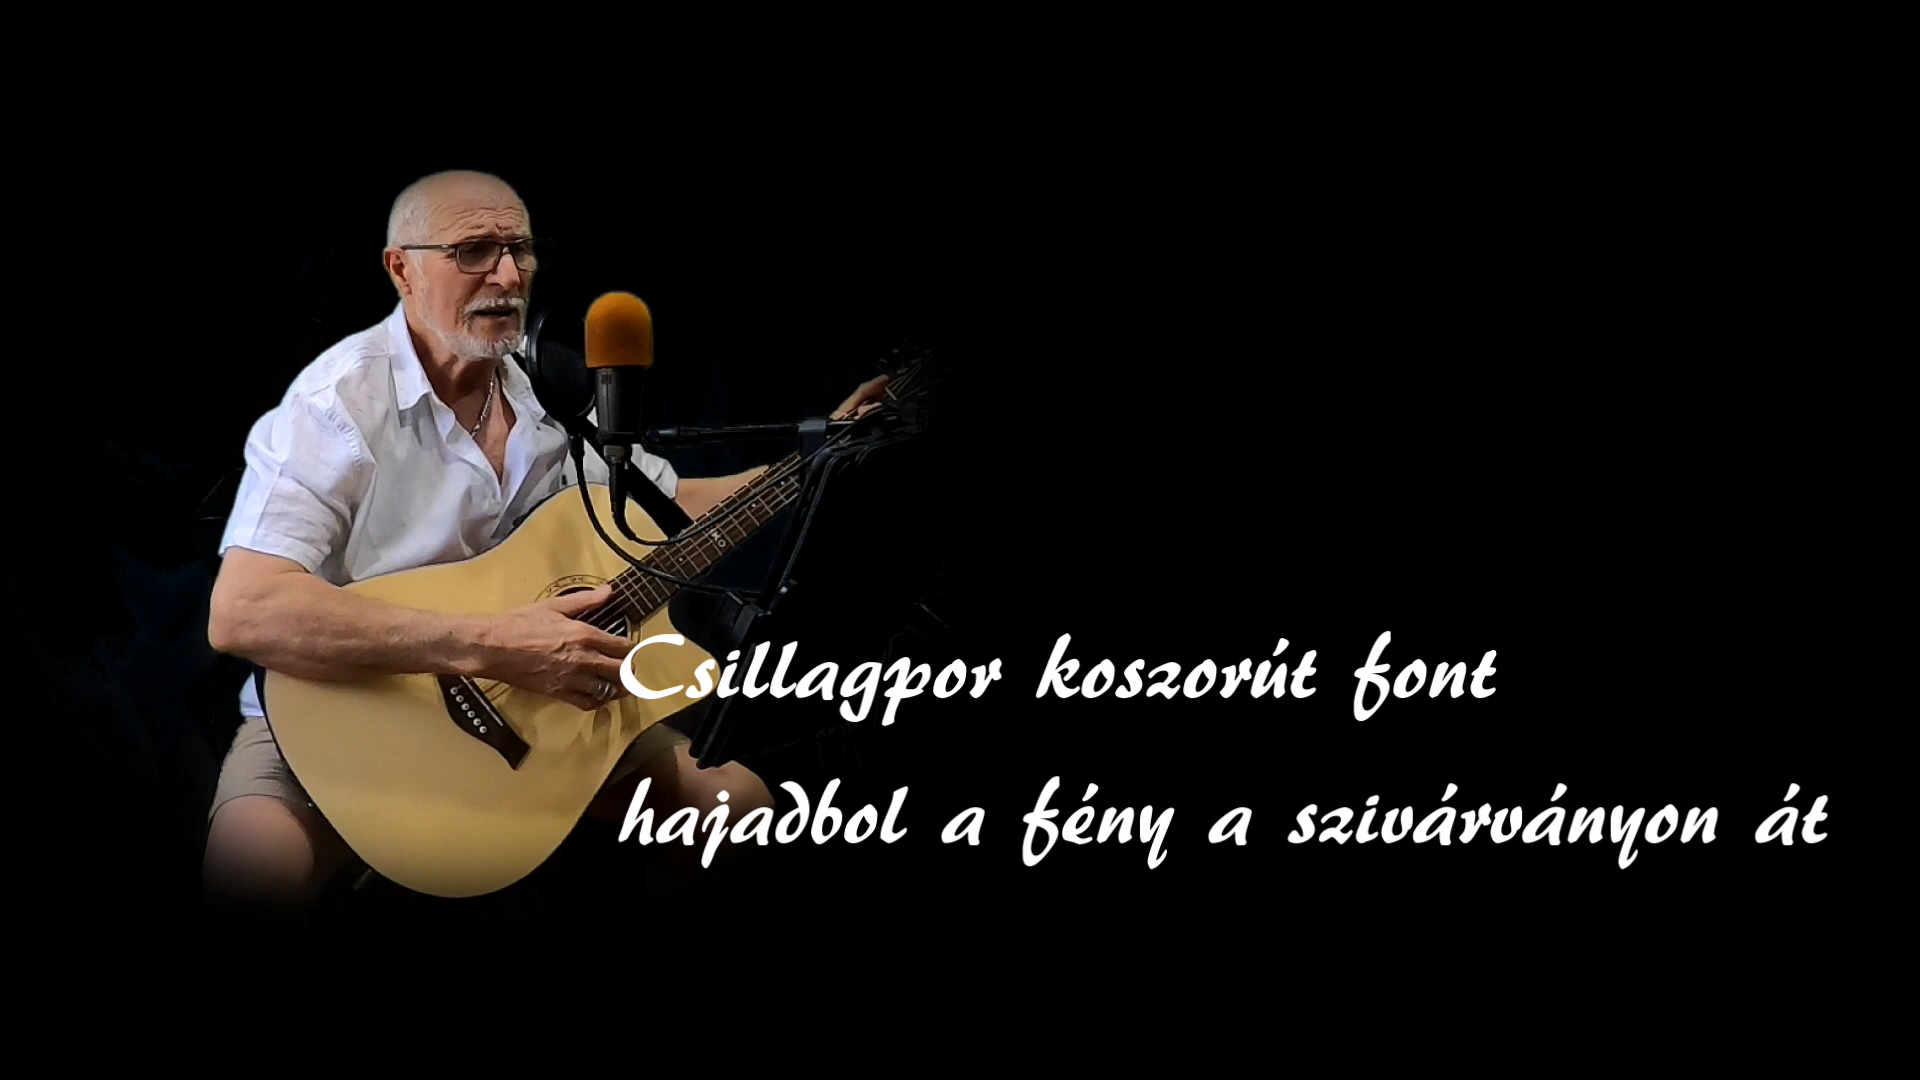 Csillagpor koszorút font
hajadbol a fény a szivárványon át